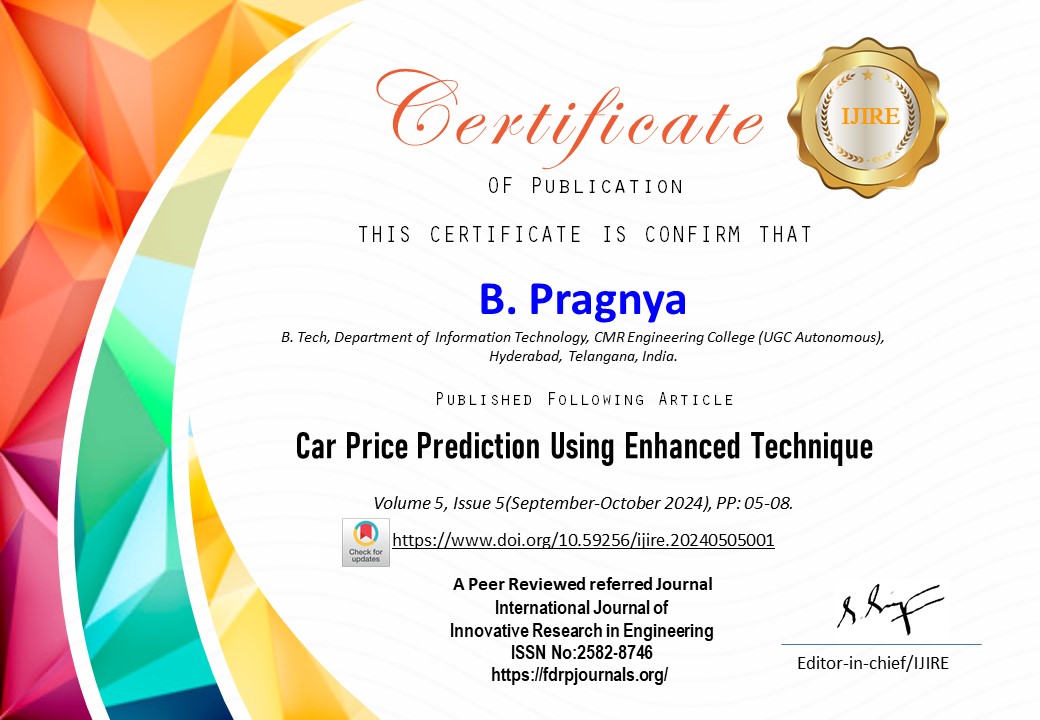 Certificate
IJIRE
OF PUBLICATION
THIS CERTIFICATE IS CONFIRM THAT
B. Pragnya
B. Tech, Department of Information Technology, CMR Engineering College (UGC Autonomous),
Hyderabad, Telangana, India.
PUBLISHED FOLLOWING ARTICLE
Car Price Prediction Using Enhanced Technique
Volume 5, Issue 5(September-October 2024), PP: 05-08.
Check for
updates
https://www.doi.org/10.59256/ijire.20240505001
A Peer Reviewed referred Journal
International Journal of
Innovative Research in Engineering
ISSN No:2582-8746
https://fdrpjournals.org/
Editor-in-chief/IJIRE